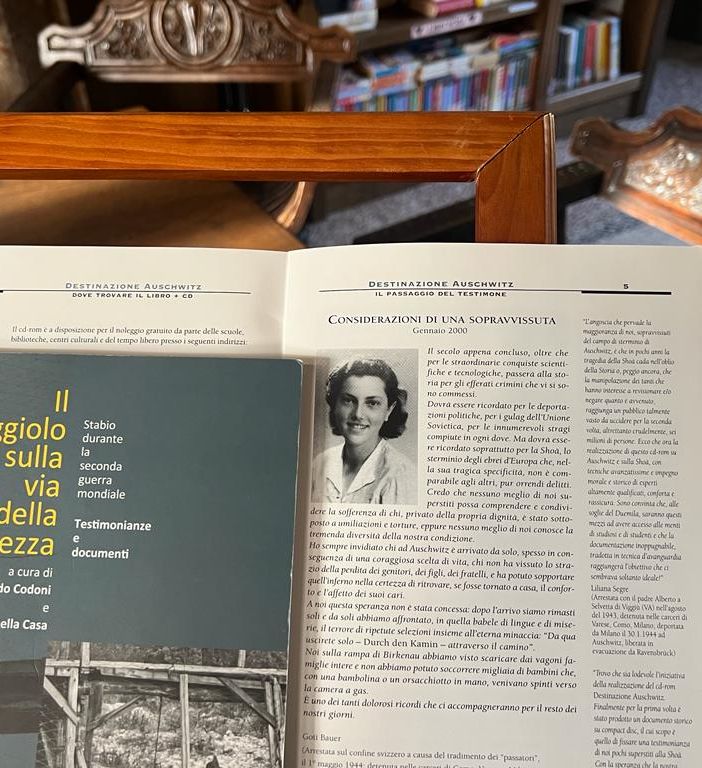 DESTINAZIONE AUSCHWITZ
DOVE TROVARE IL LIBRO + CD
Il cd-rom è a disposizione per il noleggio gratuito da parte delle scuole,
biblioteche, centri culturali e del tempo libero presso i seguenti indirizzi:
Il
ggiolo
sulla
via
della
ezza
Stabio
durante
la
seconda
guerra
mondiale
Testimonianze
e
documenti
a cura di
do Codoni
e
ella Casa
DESTINAZIONE AUSCHWITZ
IL PASSAGGIO DEL TESTIMONE
5
CONSIDERAZIONI DI UNA SOPRAVVISSUTA
Gennaio 2000
Il secolo appena concluso, oltre che
per le straordinarie conquiste scienti-
fiche e tecnologiche, passerà alla sto-
ria per gli efferati crimini che vi si so-
no commessi.
Dovrà essere ricordato per le deporta-
zioni politiche, per i gulag dell'Unione
Sovietica, per le innumerevoli stragi
compiute in ogni dove. Ma dovrà esse-
re ricordato soprattutto per la Shoà, lo
sterminio degli ebrei d'Europa che, nel-
la sua tragica specificità, non è com-
parabile agli altri, pur orrendi delitti.
Credo che nessuno meglio di noi su-
perstiti possa comprendere e condivi-
dere la sofferenza di chi, privato della propria dignità, è stato sotto-
posto a umiliazioni e torture, eppure nessuno meglio di noi conosce la
tremenda diversità della nostra condizione.
Ho sempre invidiato chi ad Auschwitz è arrivato da solo, spesso in con-
seguenza di una coraggiosa scelta di vita, chi non ha vissuto lo stra-
zio della perdita dei genitori, dei figli, dei fratelli, e ha potuto sopportare
quell'inferno nella certezza di ritrovare, se fosse tornato a casa, il confor-
to e l'affetto dei suoi cari.
A noi questa speranza non è stata concessa: dopo l'arrivo siamo rimasti
soli e da soli abbiamo affrontato, in quella babele di lingue e di mise-
rie, il terrore di ripetute selezioni insieme all'eterna minaccia: "Da qua
uscirete solo – Durch den Kamin – attraverso il camino".
Noi sulla rampa di Birkenau abbiamo visto scaricare dai vagoni fa-
miglie intere e non abbiamo potuto soccorrere migliaia di bambini che,
con una bambolina o un orsacchiotto in mano, venivano spinti verso
la camera a gas.
È uno dei tanti dolorosi ricordi che ci accompagneranno per il resto dei
nostri giorni.
Goti Bauer
(Arrestata sul confine svizzero a causa del tradimento dei "passatori",
il 1° maggio 1944; detenuta nelle carceri di
"L'angoscia che pervade la
maggioranza di noi, sopravvissuti
del campo di sterminio di
Auschwitz, è che in pochi anni la
tragedia della Shoà cada nell'oblio
della Storia o, peggio ancora, che
la manipolazione dei tanti che
hanno interesse a revisionare e/o
negare quanto è avvenuto,
raggiunga un pubblico talmente
vasto da uccidere per la seconda
volta, altrettanto crudelmente, sei
milioni di persone. Ecco che ora la
realizzazione di questo cd-rom su
Auschwitz e sulla Shoà, con
tecniche avanzatissime e impegno
morale e storico di esperti
altamente qualificati, conforta e
rassicura. Sono convinta che, alle
soglie del Duemila, saranno questi
mezzi ad avere accesso alle menti
di studiosi e di studenti e che la
documentazione inoppugnabile,
tradotta in tecnica d'avanguardia
raggiungerà l'obiettivo che ci
sembrava soltanto ideale!"
Liliana Segre
(Arrestata con il padre Alberto a
Selvetta di Viggiù (VA) nell'agosto
del 1943, detenuta nelle carceri di
Varese, Como, Milano, deportata
da Milano il 30.1.1944 ad
Auschwitz, liberata in
evacuazione da Ravensbrück)
"Trovo che sia lodevole l'iniziativa
della realizzazione del cd-rom
Destinazione Auschwitz.
Finalmente per la prima volta è
stato prodotto un documento storico
su compact disc, il cui scopo è
quello di fissare una testimonianza
di noi pochi superstiti alla Shoà.
Con la speranza che la nostra